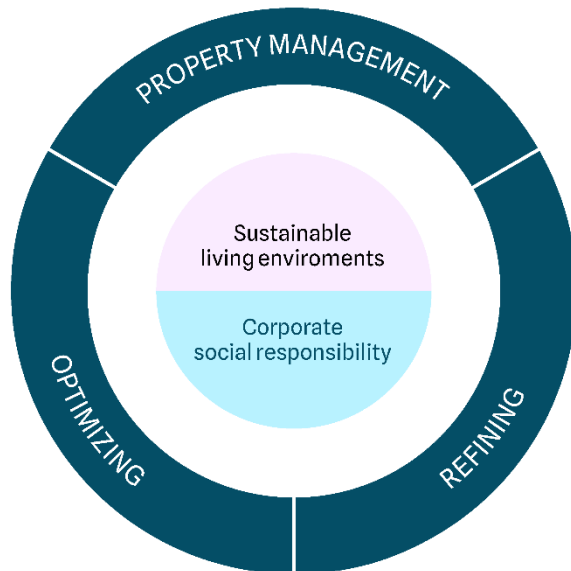 PROPERTY MANAGEMENT
Sustainable
living enviroments
Corporate
social responsibility
OPTIMIZING
REFINING